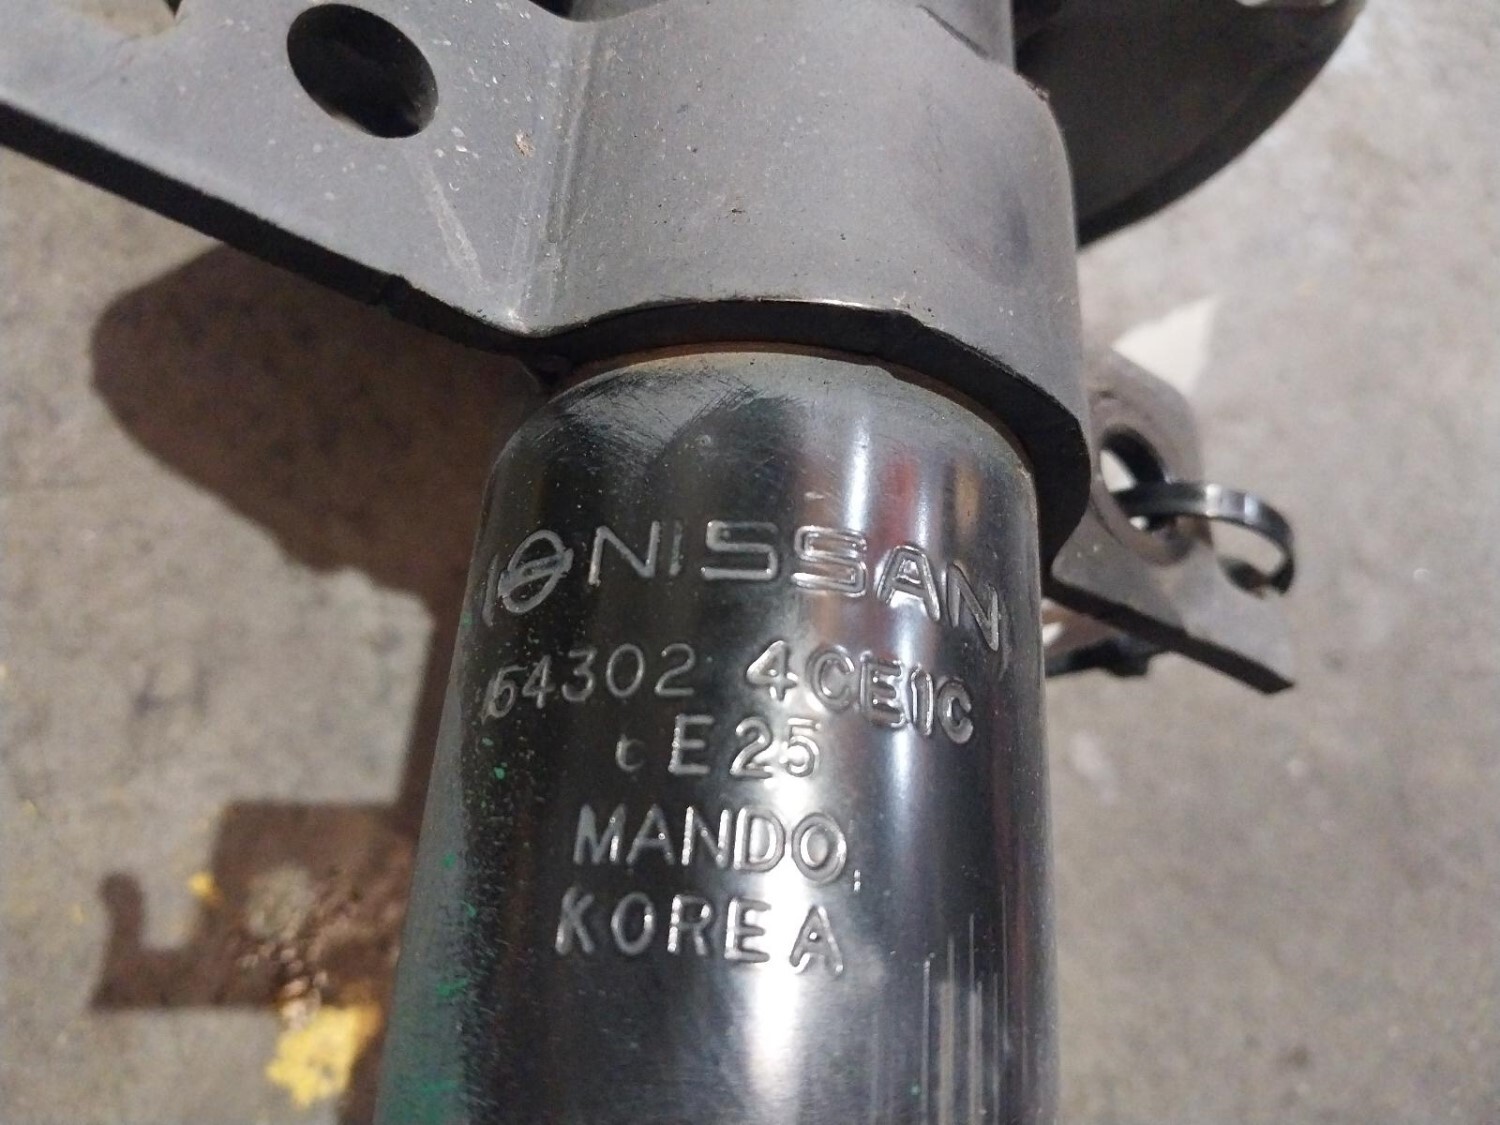 NISSAN
54302 4CE1C
E25
MANDO
KOREA